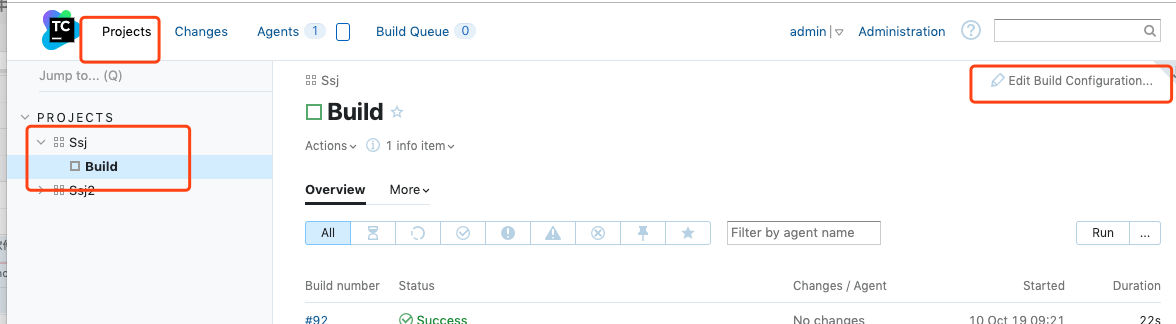 TC
Projects Changes Agents 1 Build Queue 0 admin Administration ?
Jump to... (Q)
PROJECTS
Ssj
Build
Ssj2
Ssj
Edit Build Configuration...
Build
Actions 1 info item
Overview More
All Filter by agent name Run ...
Build number Status Changes / Agent Started Duration
#92 Success No changes 10 Oct 19 09:21 22s